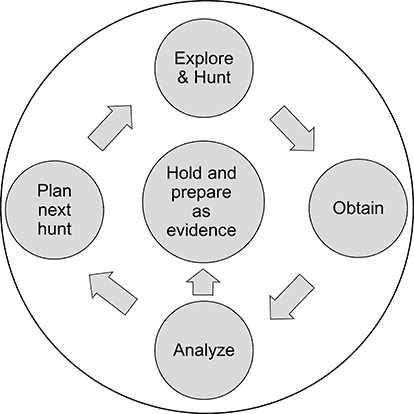 Explore
& Hunt
Plan
next
hunt
Hold and
prepare
as
evidence
Obtain
Analyze